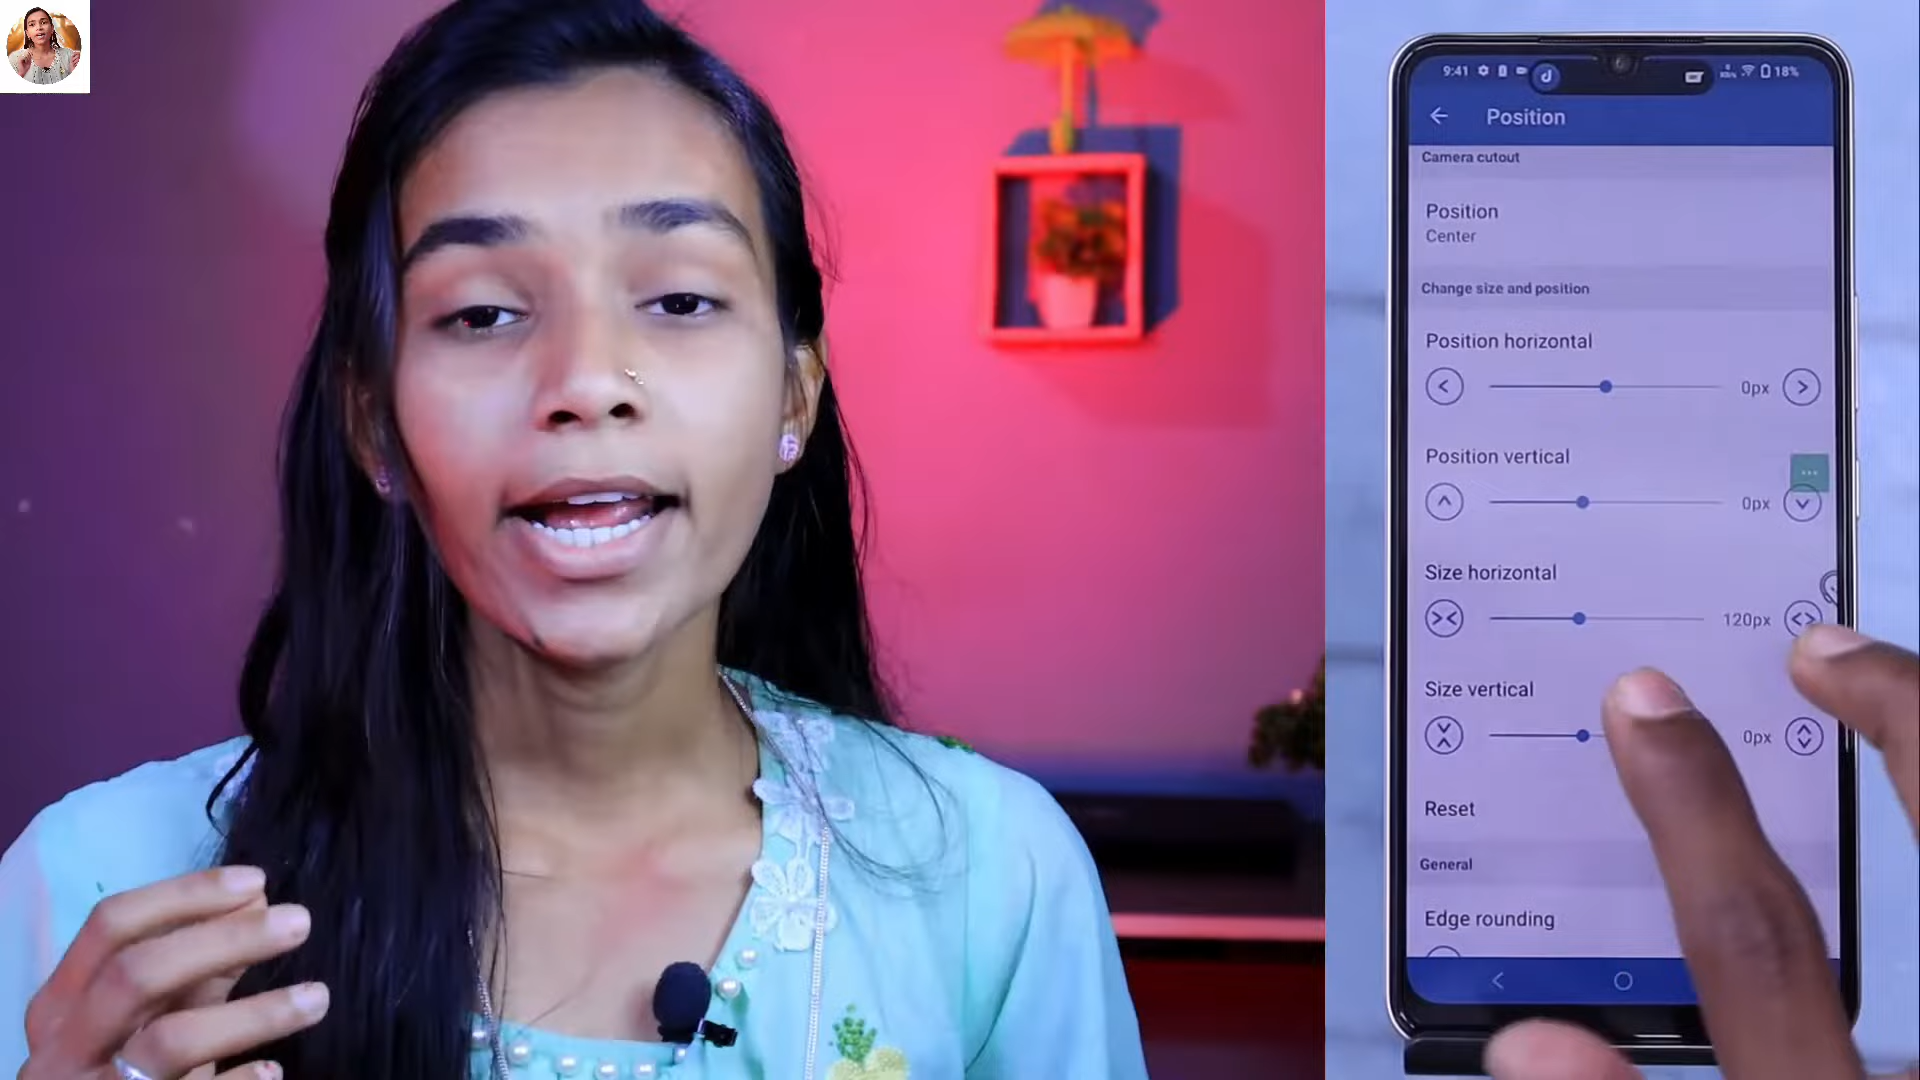 9:41
18%
Position
Camera cutout
Position
Center
Change size and position
Position horizontal
0px
Position vertical
0px
Size horizontal
120px
Size vertical
0px
Reset
General
Edge rounding